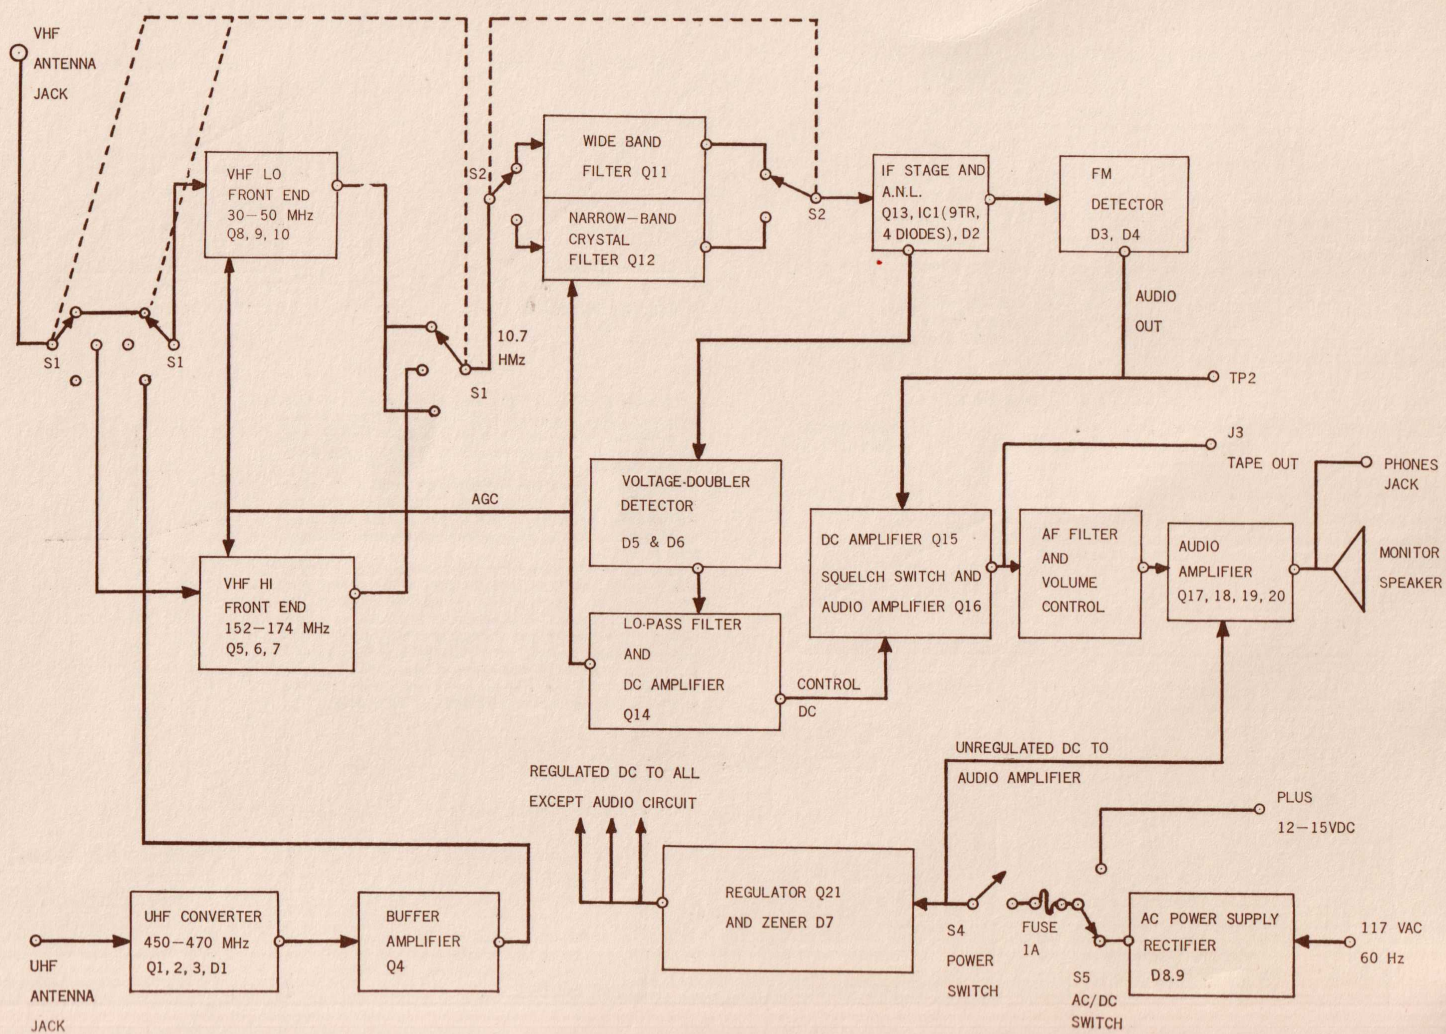 VHF
ANTENNA
JACK
VHF LO
FRONT END
30—50 MHz
Q8, 9, 10
S1
S1
S1
10.7
HMz
S2
WIDE BAND
FILTER Q11
NARROW—BAND
CRYSTAL
FILTER Q12
S2
IF STAGE AND
A.N.L.
Q13, IC1 (9TR,
4 DIODES), D2
FM
DETECTOR
D3, D4
AUDIO
OUT
TP2
J3
TAPE OUT
PHONES
JACK
AGC
VOLTAGE-DOUBLER
DETECTOR
D5 & D6
DC AMPLIFIER Q15
SQUELCH SWITCH AND
AUDIO AMPLIFIER Q16
AF FILTER
AND
VOLUME
CONTROL
AUDIO
AMPLIFIER
Q17, 18, 19, 20
MONITOR
SPEAKER
VHF HI
FRONT END
152—174 MHz
Q5, 6, 7
LO-PASS FILTER
AND
DC AMPLIFIER
Q14
CONTROL
DC
UNREGULATED DC TO
AUDIO AMPLIFIER
REGULATED DC TO ALL
EXCEPT AUDIO CIRCUIT
PLUS
12—15VDC
UHF
ANTENNA
JACK
UHF CONVERTER
450—470 MHz
Q1, 2, 3, D1
BUFFER
AMPLIFIER
Q4
REGULATOR Q21
AND ZENER D7
S4
POWER
SWITCH
FUSE
1A
S5
AC/DC
SWITCH
AC POWER SUPPLY
RECTIFIER
D8.9
117 VAC
60 Hz